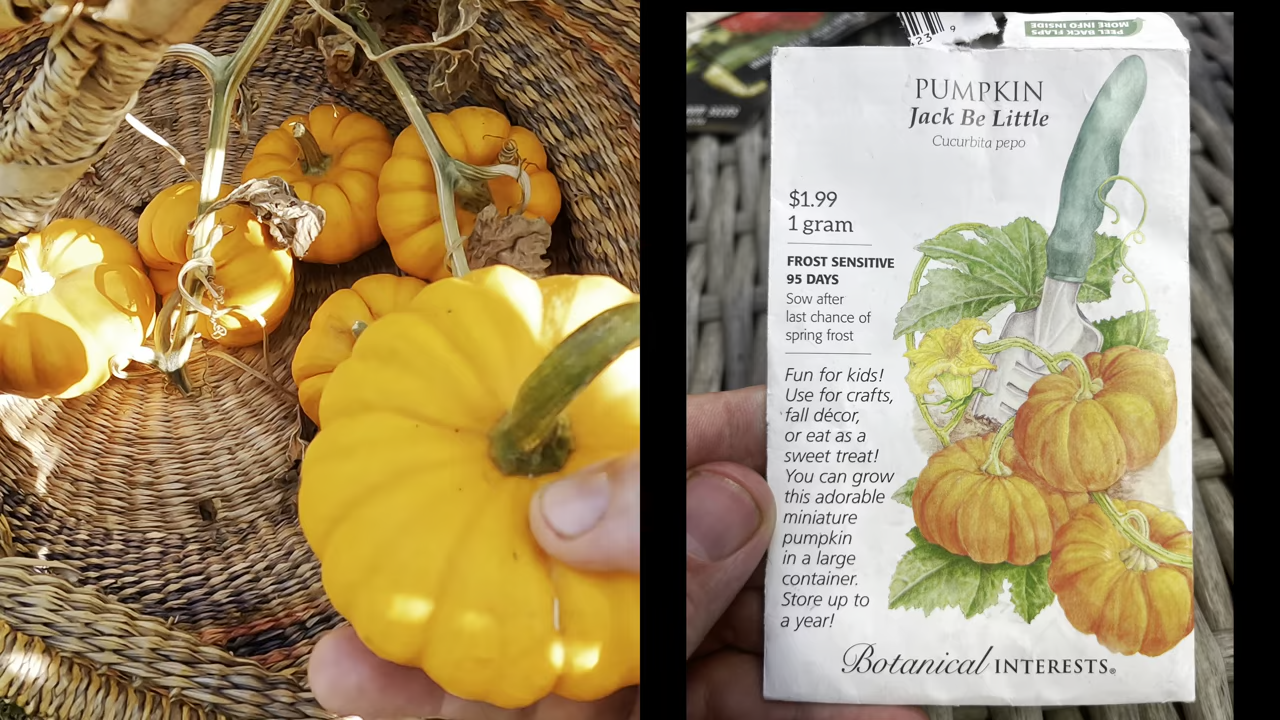 23 9
PEEL BACK FLAPS
MORE INFO INSIDE
PUMPKIN
Jack Be Little
Cucurbita pepo
$1.99
1 gram
FROST SENSITIVE
95 DAYS
Sow after
last chance of
spring frost
Fun for kids!
Use for crafts,
fall décor,
or eat as a
sweet treat!
You can grow
this adorable
miniature
pumpkin
in a large
container.
Store up to
a year!
Botanical INTERESTS®